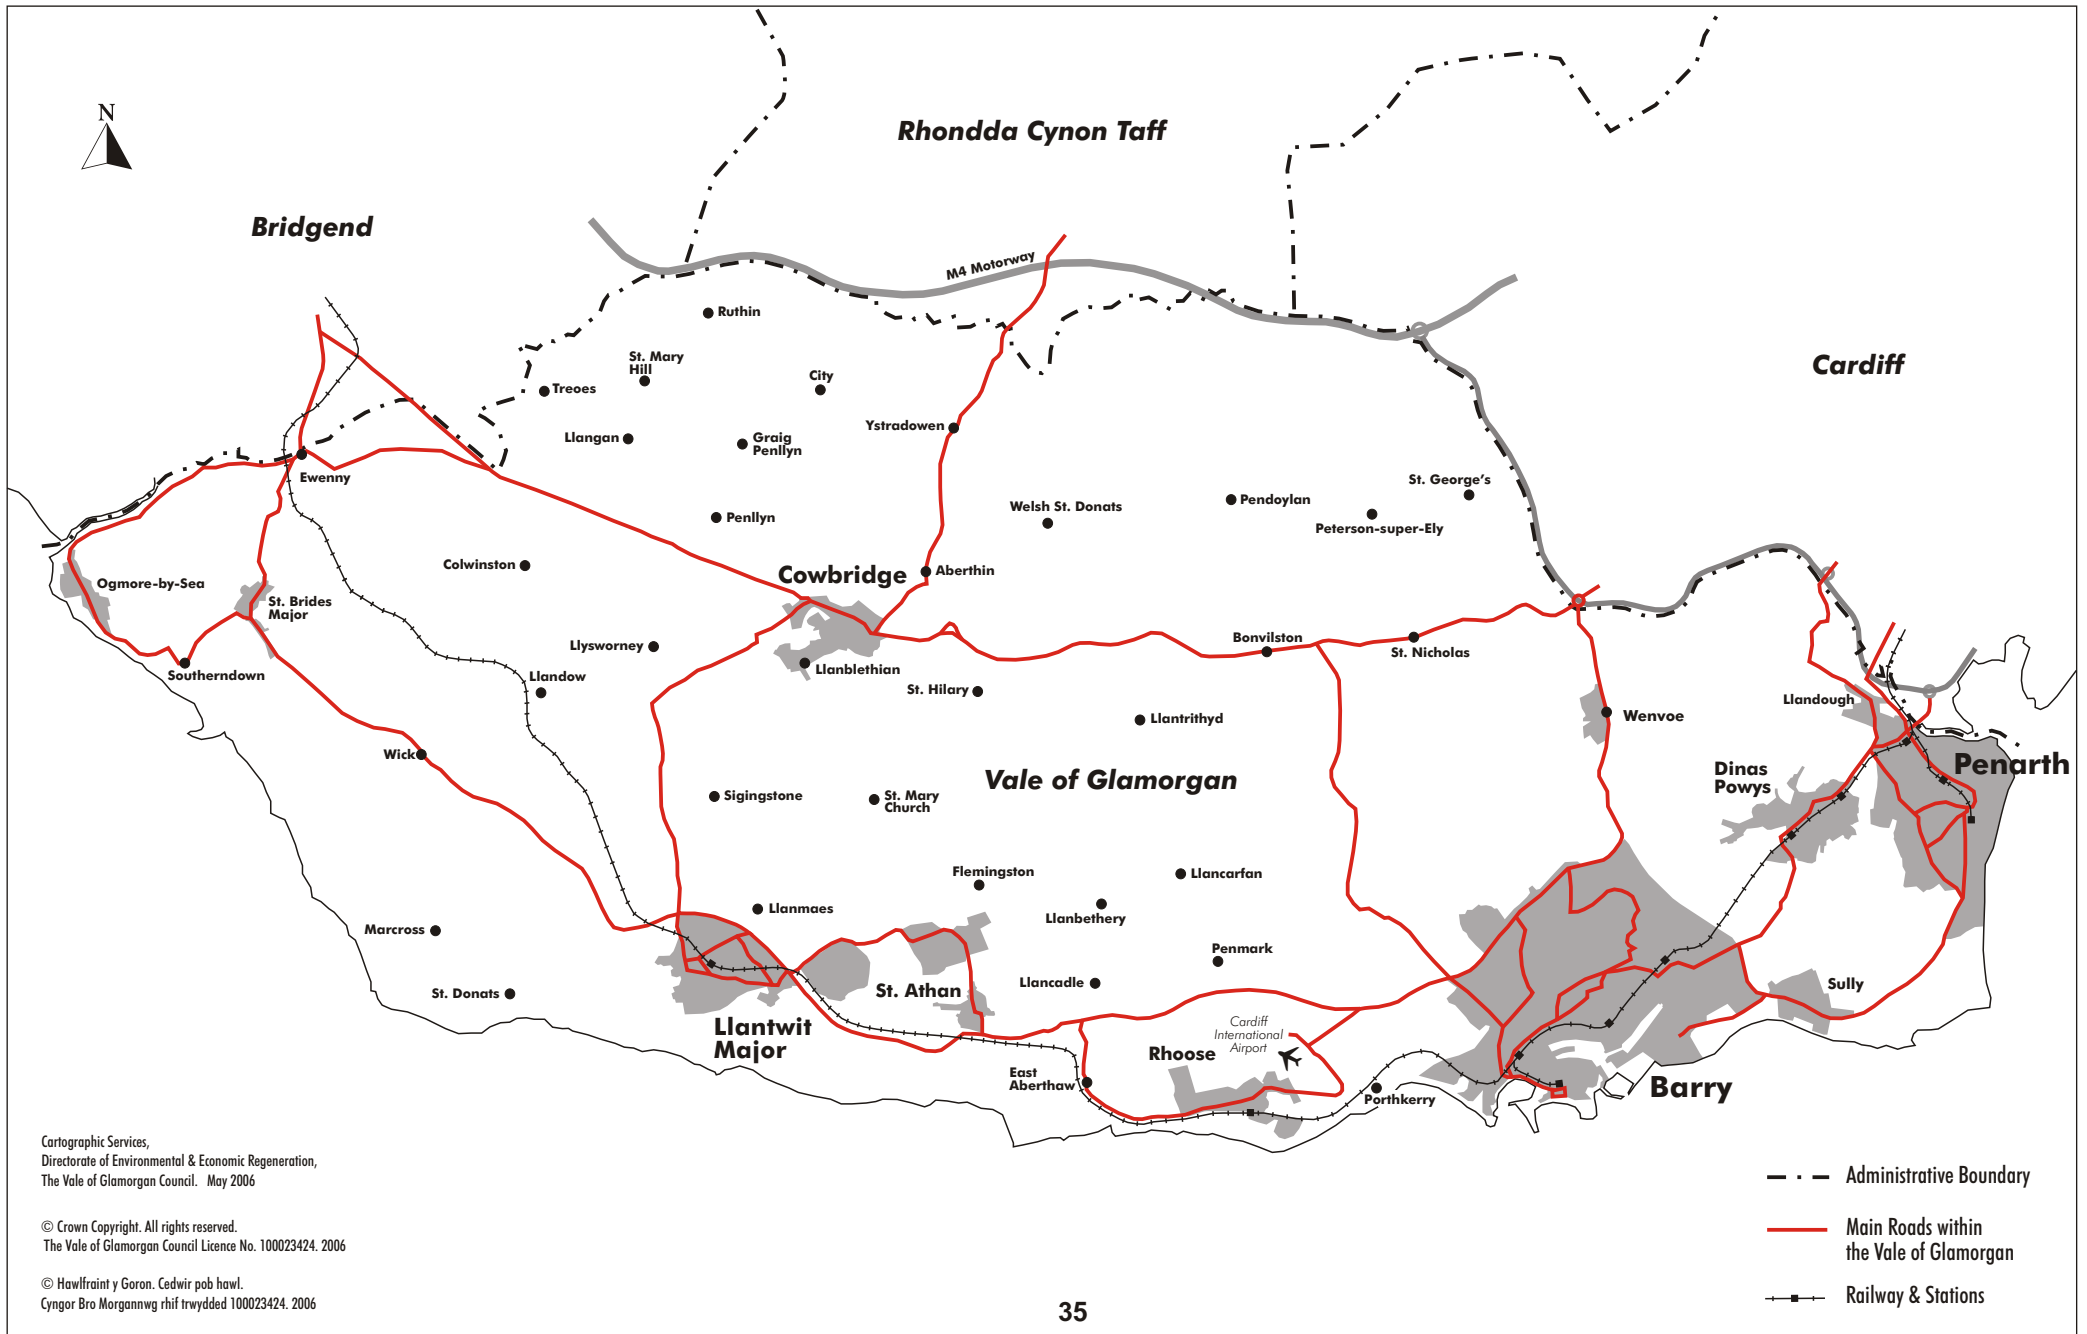 N
Rhondda Cynon Taff
Bridgend
M4 Motorway
Ruthin
Cardiff
St. Mary
Hill
Treoes
City
Ystradowen
Llangan
Graig
Penllyn
Ewenny
St. George's
Welsh St. Donats
Pendoylan
Penllyn
Peterson-super-Ely
Colwinston
Cowbridge
Aberthin
Ogmore-by-Sea
St. Brides
Major
Llysworney
Bonvilston
St. Nicholas
Southerndown
Llandow
Llanblethian
St. Hilary
Llandough
Llantrithyd
Wenvoe
Wick
Vale of Glamorgan
Penarth
Dinas
Powys
Sigingstone
St. Mary
Church
Flemingston
Llancarfan
Llanmaes
Llanbethery
Marcross
Penmark
St. Donats
St. Athan
Llancadle
Sully
Llantwit
Major
Cardiff
International
Airport
Rhoose
East
Aberthaw
Porthkerry
Barry
Cartographic Services,
Directorate of Environmental & Economic Regeneration,
The Vale of Glamorgan Council. May 2006
© Crown Copyright. All rights reserved.
The Vale of Glamorgan Council Licence No. 100023424. 2006
© Hawlfraint y Goron. Cedwir pob hawl.
Cyngor Bro Morgannwg rhif trwydded 100023424. 2006
Administrative Boundary
Main Roads within
the Vale of Glamorgan
Railway & Stations
35